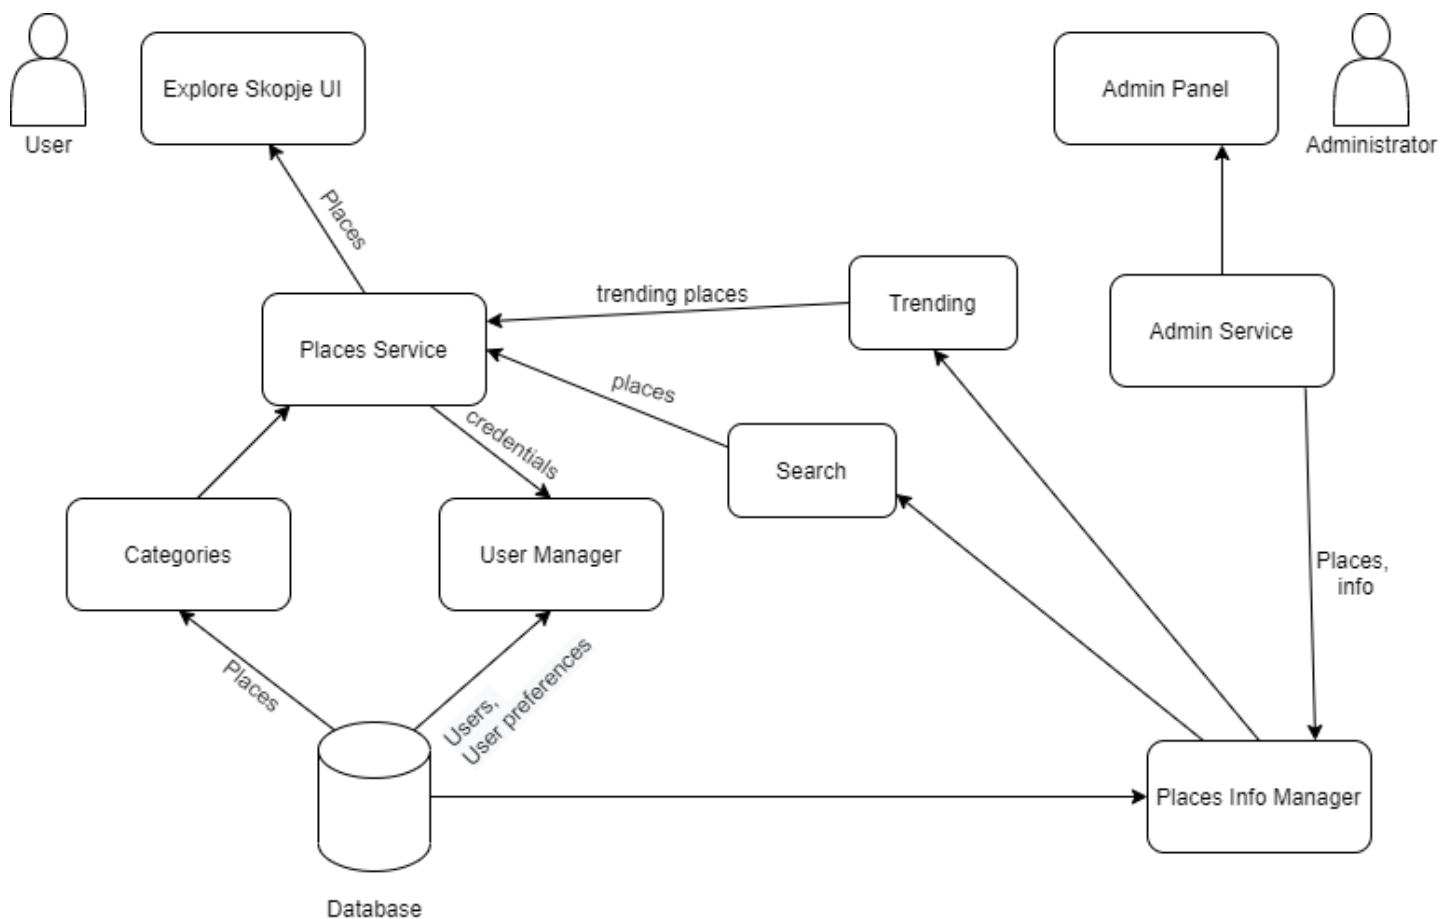 Explore Skopje UI
Admin Panel
User
Administrator
Places
trending places
Trending
Admin Service
Places Service
places
credentials
Search
Categories
User Manager
Places,
info
Places
Users,
User preferences
Places Info Manager
Database